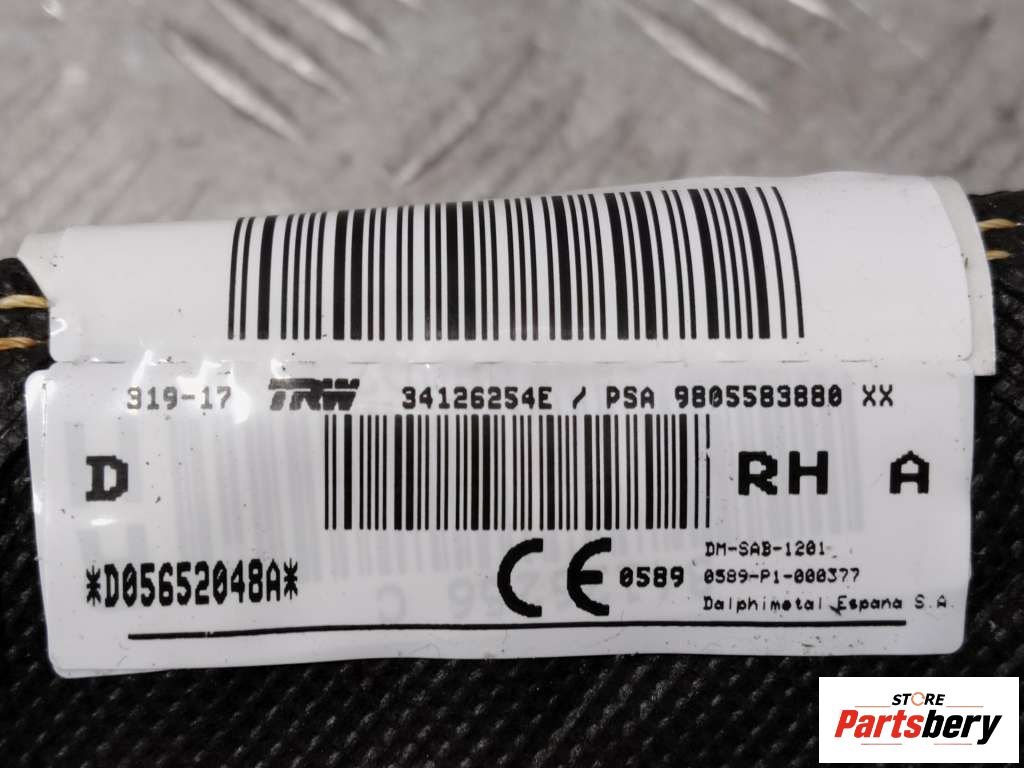 319-17 TRW 34126254E / PSA 9805583880 XX
D RH A
DM-SAB-1201
*D05652048A* CE 0589 0589-P1-000377
Dalphimetal Espana S.A.
STORE
Partsbery